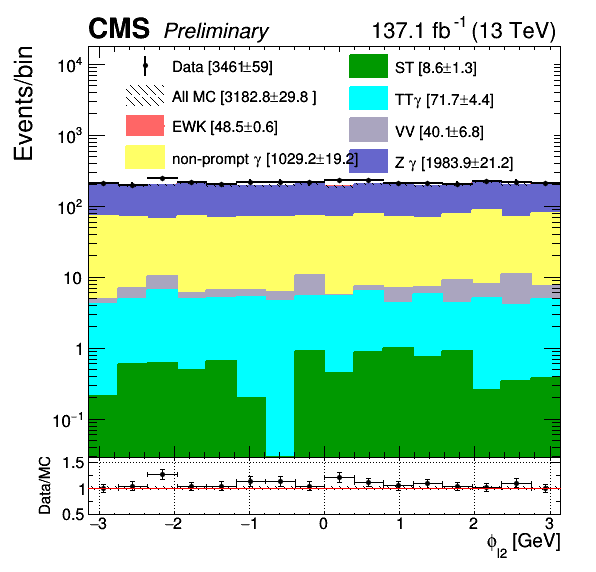 CMS Preliminary 137.1 fb⁻¹ (13 TeV)
Events/bin
10⁴
10³
10²
10
1
10⁻¹
Data [3461±59]
All MC [3182.8±29.8 ]
EWK [48.5±0.6]
non-prompt γ [1029.2±19.2]
ST [8.6±1.3]
TTγ [71.7±4.4]
VV [40.1±6.8]
Z γ [1983.9±21.2]
Data/MC
1.5
1
0.5
−3 −2 −1 0 1 2 3
ϕ_l2 [GeV]